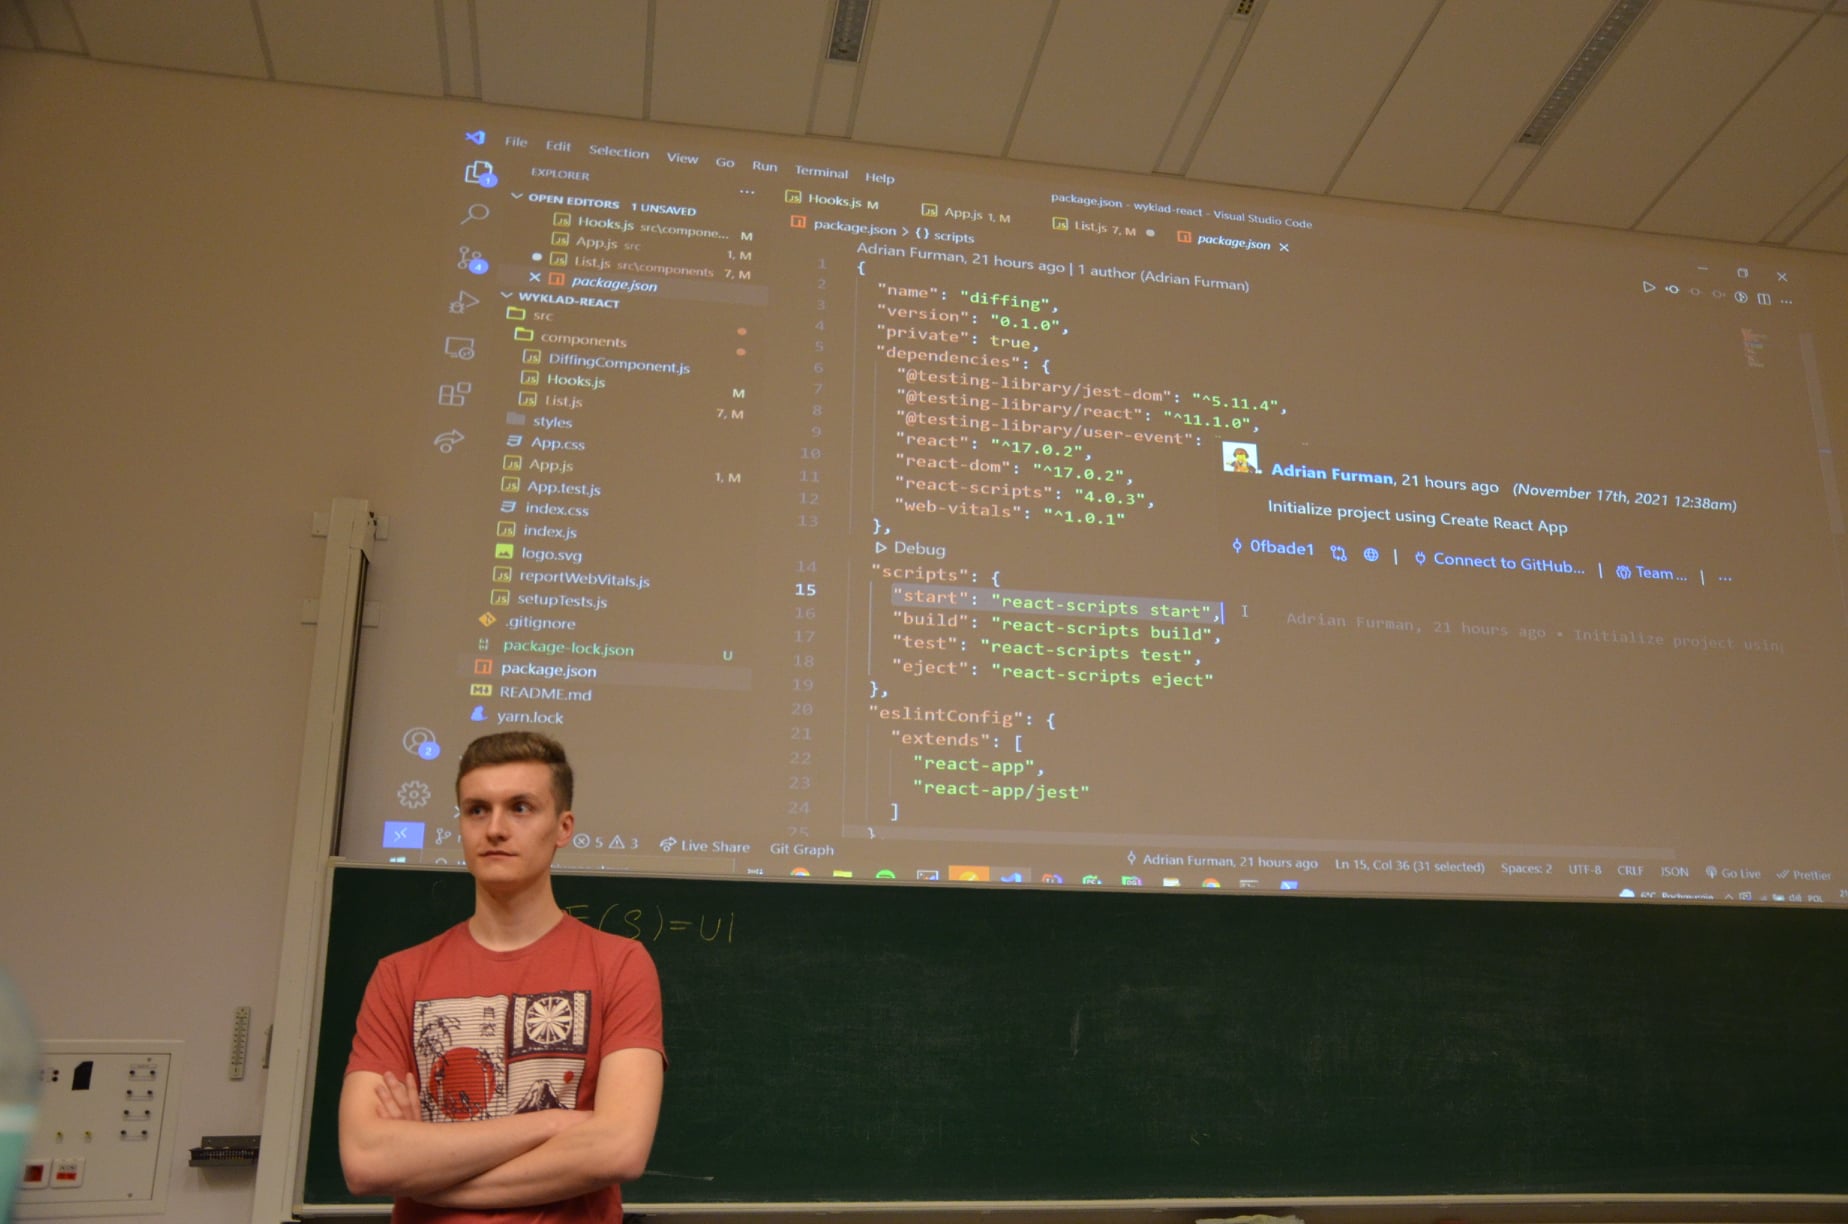 File Edit Selection View Go Run Terminal Help
package.json - wyklad-react - Visual Studio Code
EXPLORER
OPEN EDITORS 1 UNSAVED
Hooks.js src\compone... M
App.js src 1, M
List.js src\components 7, M
package.json
WYKLAD-REACT
src
components
DiffingComponent.js
Hooks.js M
List.js 7, M
styles
App.css
App.js 1, M
App.test.js
index.css
index.js
logo.svg
reportWebVitals.js
setupTests.js
.gitignore
package-lock.json U
package.json
README.md
yarn.lock
Hooks.js M App.js 1, M List.js 7, M package.json
package.json > {} scripts
Adrian Furman, 21 hours ago | 1 author (Adrian Furman)
1 {
2 "name": "diffing",
3 "version": "0.1.0",
4 "private": true,
5 "dependencies": {
6 "@testing-library/jest-dom": "^5.11.4",
7 "@testing-library/react": "^11.1.0",
8 "@testing-library/user-event":
9 "react": "^17.0.2",
10 "react-dom": "^17.0.2",
11 "react-scripts": "4.0.3",
12 "web-vitals": "^1.0.1"
13 },
Debug
14 "scripts": {
15 "start": "react-scripts start",
16 "build": "react-scripts build",
17 "test": "react-scripts test",
18 "eject": "react-scripts eject"
19 },
20 "eslintConfig": {
21 "extends": [
22 "react-app",
23 "react-app/jest"
24 ]
25 }
Adrian Furman, 21 hours ago (November 17th, 2021 12:38am)
Initialize project using Create React App
0fbade1 | Connect to GitHub... | Team... | ...
Adrian Furman, 21 hours ago • Initialize project using
1
4
2
5 3 Live Share Git Graph
Adrian Furman, 21 hours ago Ln 15, Col 36 (31 selected) Spaces: 2 UTF-8 CRLF JSON Go Live Prettier
6°C Pochmurnie POL
F(S)=UI
自然